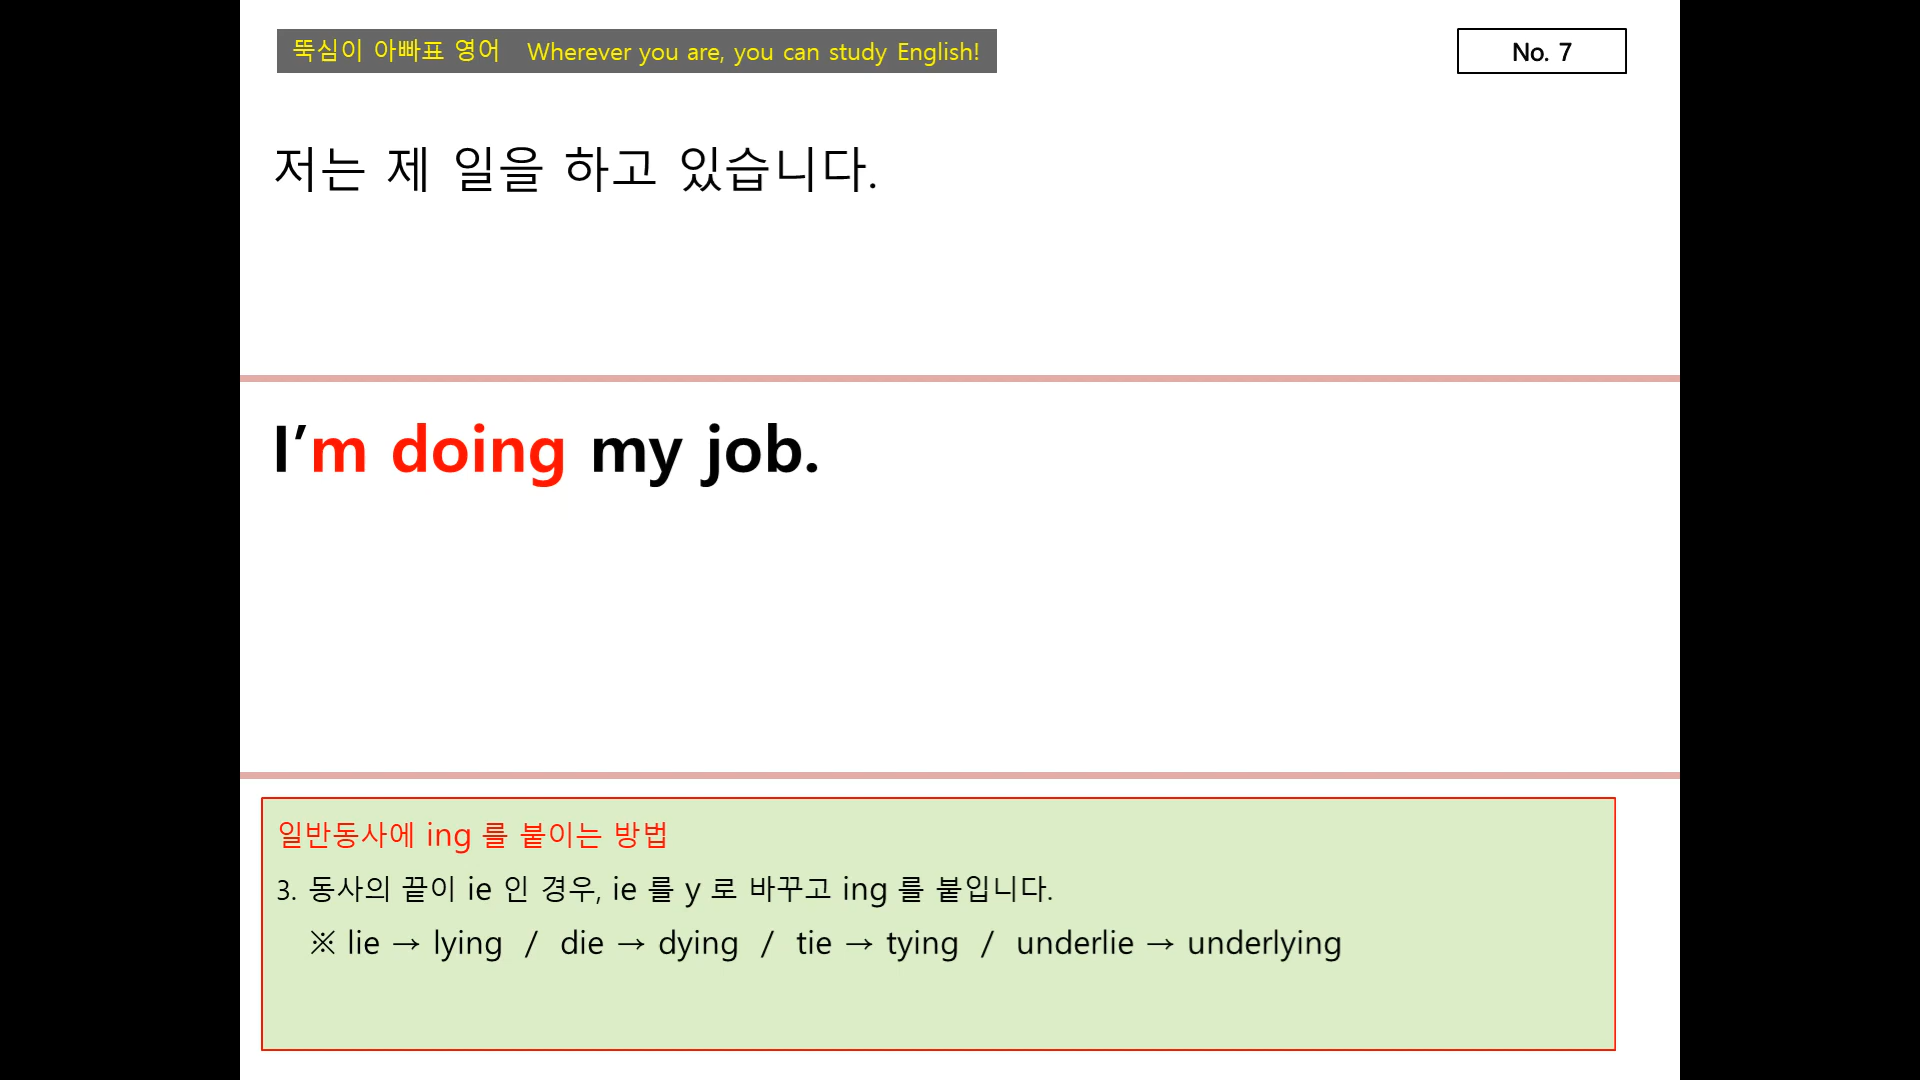 뚝심이 아빠표 영어 Wherever you are, you can study English!
No. 7
저는 제 일을 하고 있습니다.
I’m doing my job.
일반동사에 ing 를 붙이는 방법
3. 동사의 끝이 ie 인 경우, ie 를 y 로 바꾸고 ing 를 붙입니다.
※ lie → lying / die → dying / tie → tying / underlie → underlying